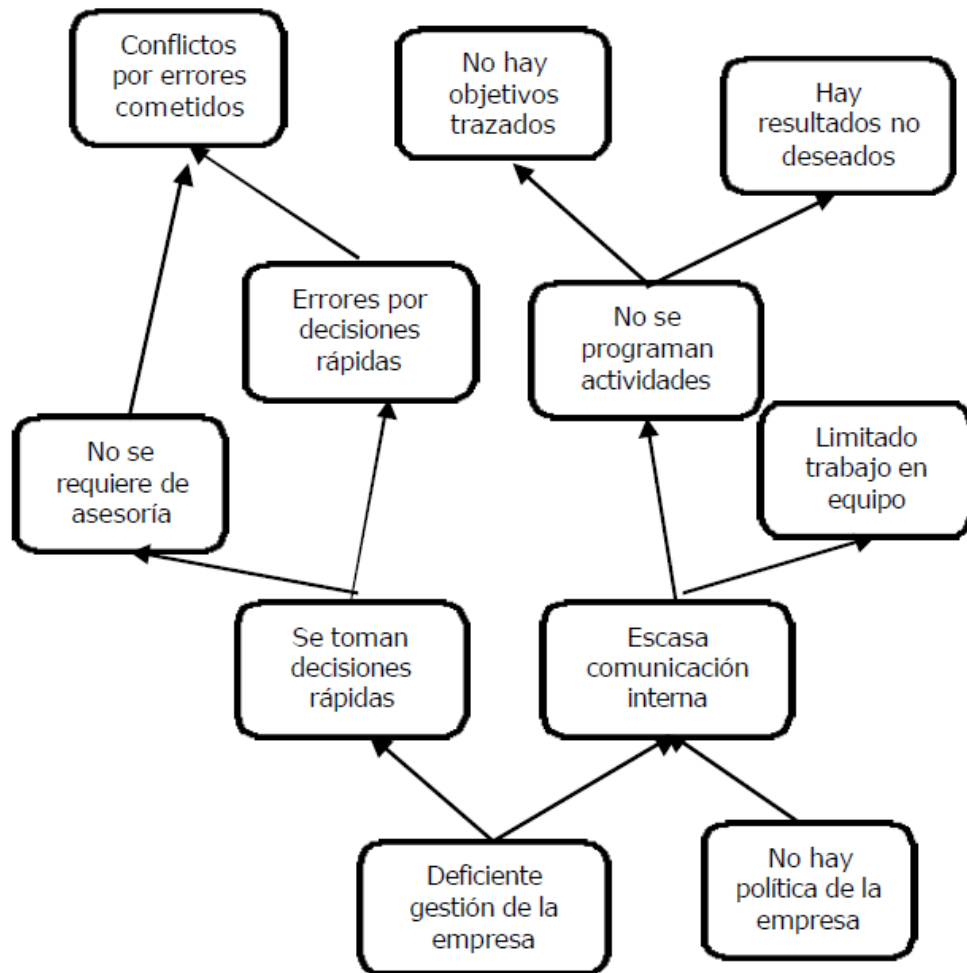 Conflictos
por errores
cometidos
No hay
objetivos
trazados
Hay
resultados no
deseados
Errores por
decisiones
rápidas
No se
programan
actividades
No se
requiere de
asesoría
Limitado
trabajo en
equipo
Se toman
decisiones
rápidas
Escasa
comunicación
interna
Deficiente
gestión de la
empresa
No hay
política de la
empresa